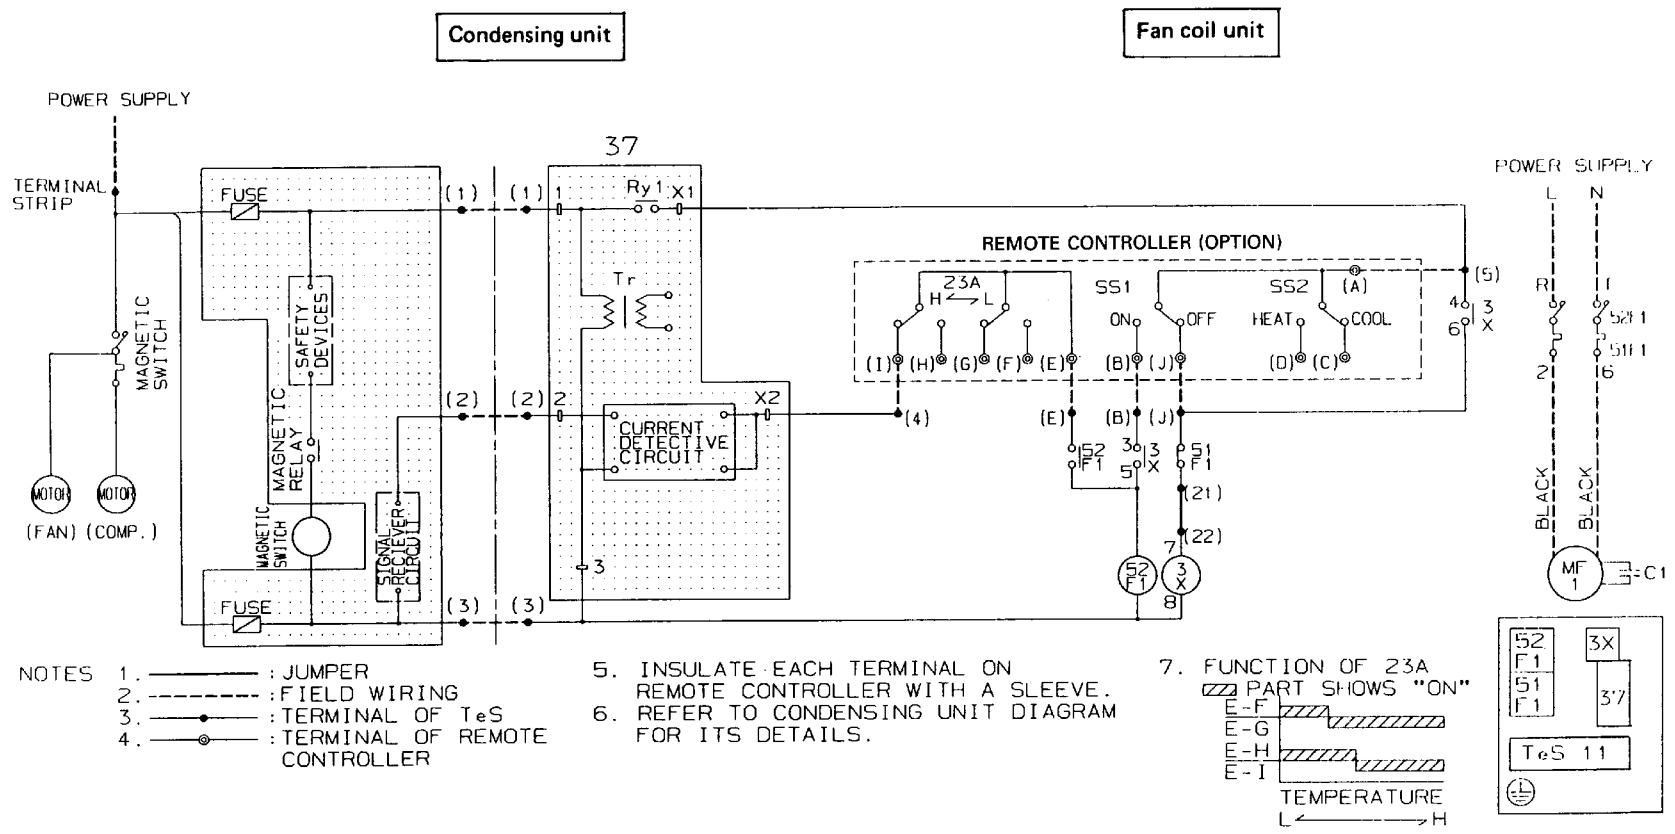 Condensing unit
Fan coil unit
POWER SUPPLY
TERMINAL
STRIP
MAGNETIC
SWITCH
MOTOR
MOTOR
(FAN) (COMP.)
FUSE
SAFETY
DEVICES
MAGNETIC
RELAY
MAGNETIC
SWITCH
SIGNAL
RECIEVER
CIRCUIT
FUSE
(1) (1) 1
(2) (2) 2
(3) (3)
37
Ry1 X1
Tr
X2
CURRENT
DETECTIVE
CIRCUIT
3
REMOTE CONTROLLER (OPTION)
23A
H L
SS1
ON OFF
SS2
(A)
HEAT COOL
(I) (H) (G) (F) (E) (B) (J) (D) (C)
(5)
4 3
6 X
(4) (E) (B) (J)
52
F1
3 3
5 X
51
F1
(21)
(22)
7
52
F1
3
X
8
POWER SUPPLY
L N
R 1
52F1
51F1
2 6
BLACK
BLACK
MF
1
C1
NOTES 1. : JUMPER
2. : FIELD WIRING
3. : TERMINAL OF TeS
4. : TERMINAL OF REMOTE
CONTROLLER
5. INSULATE EACH TERMINAL ON
REMOTE CONTROLLER WITH A SLEEVE.
6. REFER TO CONDENSING UNIT DIAGRAM
FOR ITS DETAILS.
7. FUNCTION OF 23A
PART SHOWS "ON"
E-F
E-G
E-H
E-I
TEMPERATURE
L H
52
F1
51
F1
3X
37
TeS 11